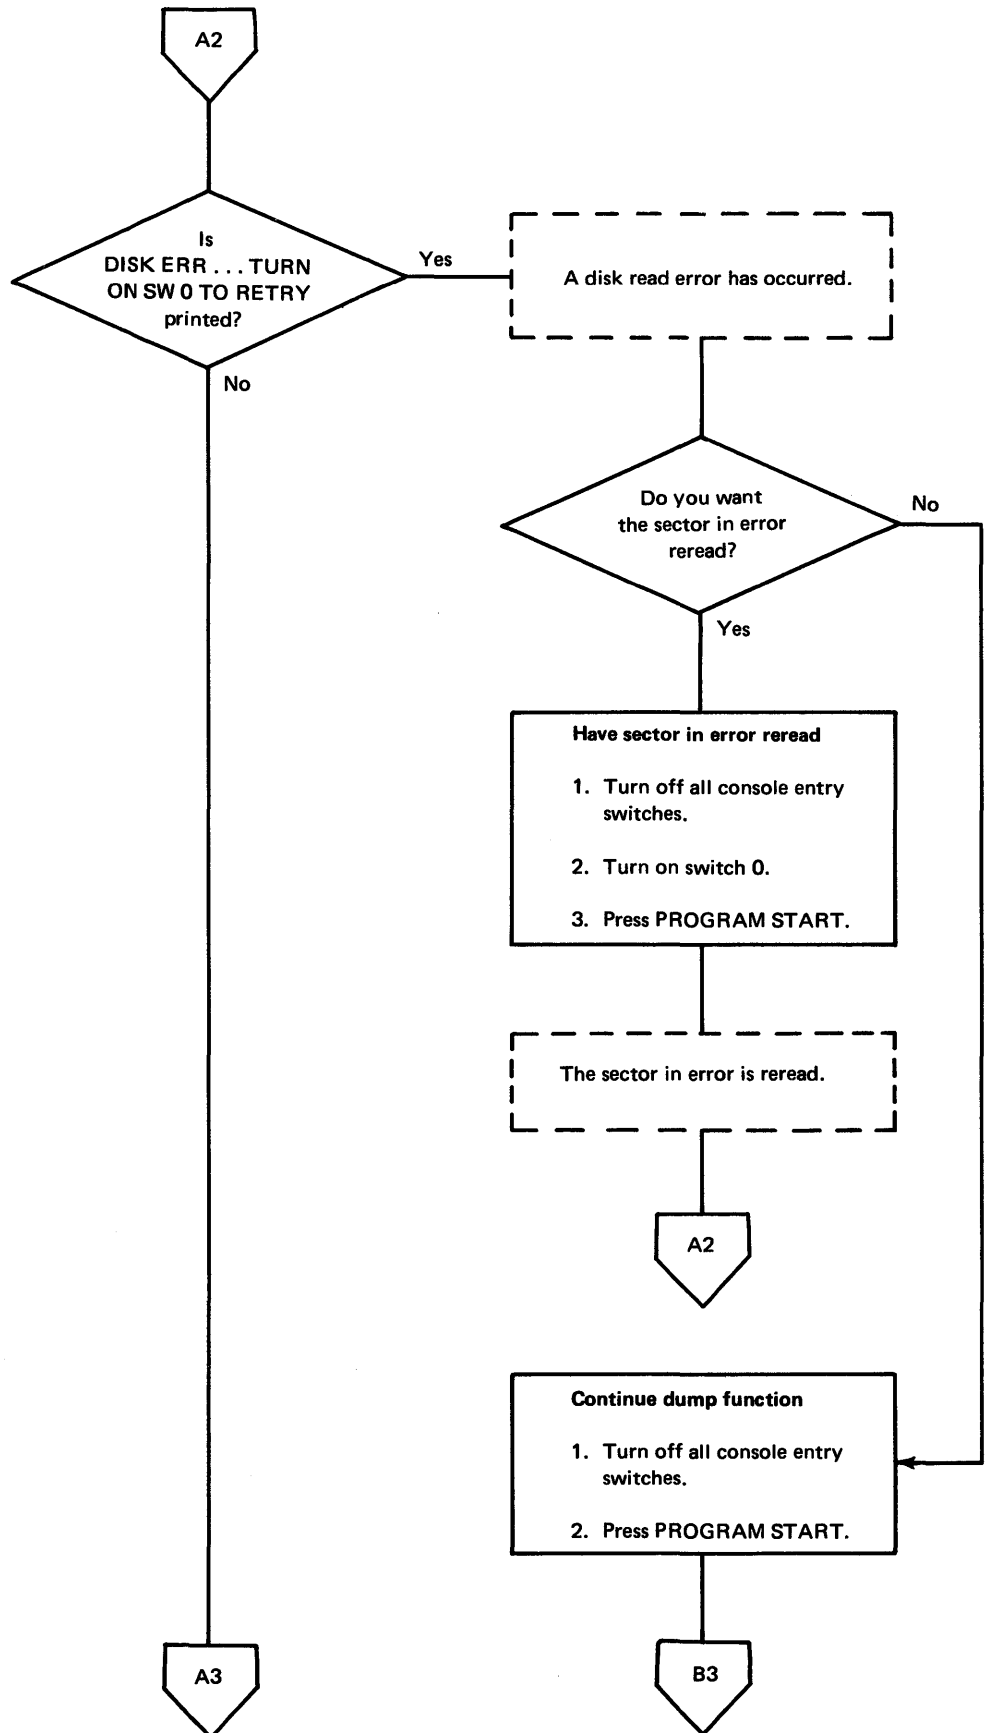 A2
Is
DISK ERR . . . TURN
ON SW 0 TO RETRY
printed?
Yes
No
A disk read error has occurred.
Do you want
the sector in error
reread?
No
Yes
Have sector in error reread
1. Turn off all console entry
switches.
2. Turn on switch 0.
3. Press PROGRAM START.
The sector in error is reread.
A2
Continue dump function
1. Turn off all console entry
switches.
2. Press PROGRAM START.
A3
B3